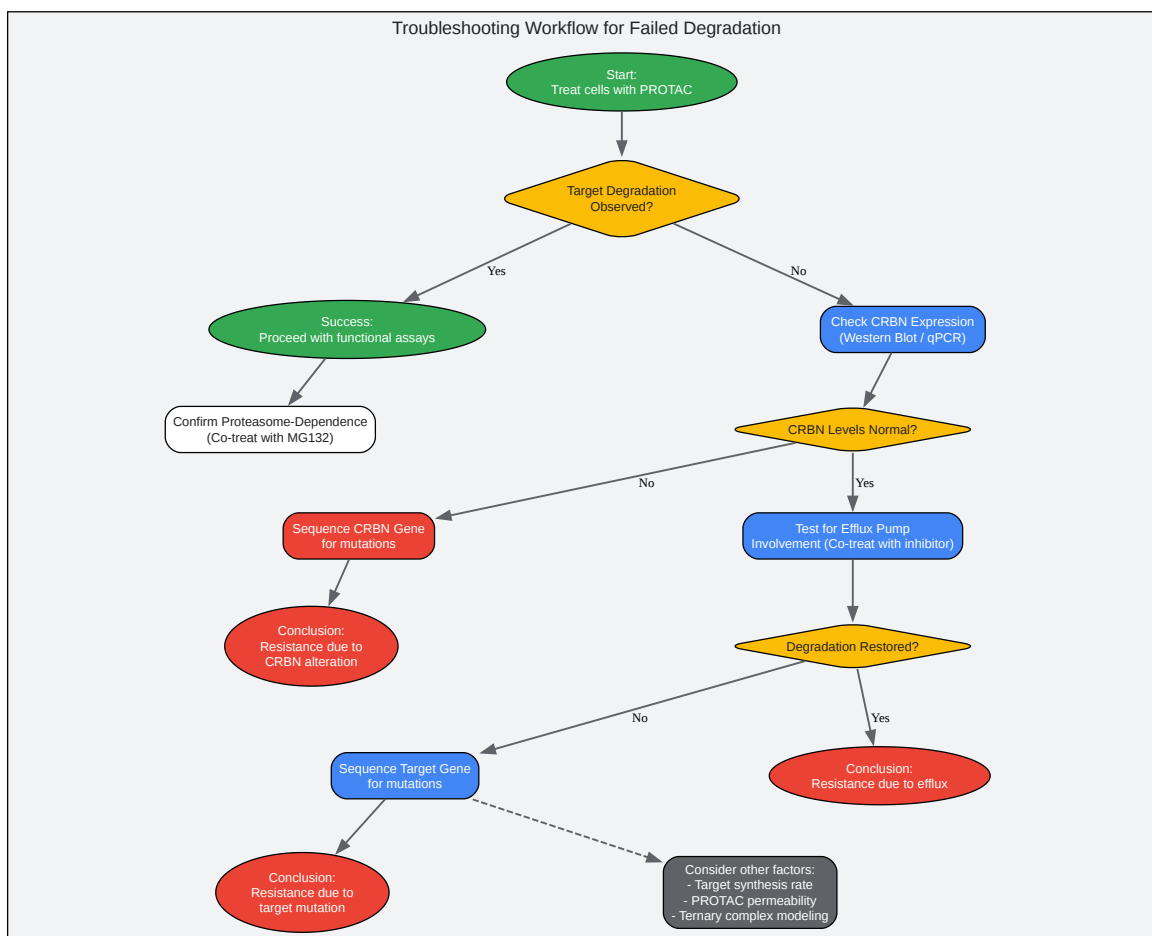 Troubleshooting Workflow for Failed Degradation
Start:
Treat cells with PROTAC
Target Degradation
Observed?
Yes
No
Success:
Proceed with functional assays
Check CRBN Expression
(Western Blot / qPCR)
Confirm Proteasome-Dependence
(Co-treat with MG132)
CRBN Levels Normal?
No
Yes
Sequence CRBN Gene
for mutations
Test for Efflux Pump
Involvement (Co-treat with inhibitor)
Conclusion:
Resistance due to
CRBN alteration
Degradation Restored?
No
Yes
Sequence Target Gene
for mutations
Conclusion:
Resistance due to efflux
Conclusion:
Resistance due to
target mutation
Consider other factors:
- Target synthesis rate
- PROTAC permeability
- Ternary complex modeling